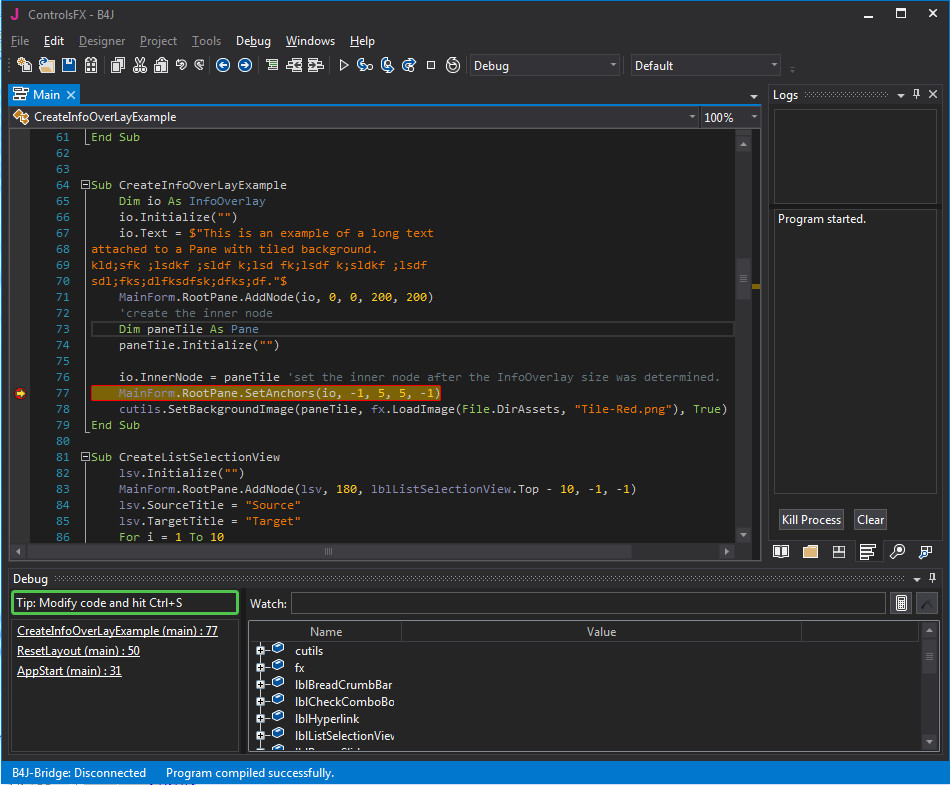 ControlsFX - B4J
File Edit Designer Project Tools Debug Windows Help
Debug Default
Main
Logs
CreateInfoOverLayExample 100%
61 End Sub
62
63
64 Sub CreateInfoOverLayExample
65 Dim io As InfoOverlay
66 io.Initialize("")
67 io.Text = $"This is an example of a long text
68 attached to a Pane with tiled background.
69 kld;sfk ;lsdkf ;sldf k;lsd fk;lsdf k;sldkf ;lsdf
70 sdl;fks;dlfksdfsk;dfks;df."$
71 MainForm.RootPane.AddNode(io, 0, 0, 200, 200)
72 'create the inner node
73 Dim paneTile As Pane
74 paneTile.Initialize("")
75
76 io.InnerNode = paneTile 'set the inner node after the InfoOverlay size was determined.
77 MainForm.RootPane.SetAnchors(io, -1, 5, 5, -1)
78 cutils.SetBackgroundImage(paneTile, fx.LoadImage(File.DirAssets, "Tile-Red.png"), True)
79 End Sub
80
81 Sub CreateListSelectionView
82 lsv.Initialize("")
83 MainForm.RootPane.AddNode(lsv, 180, lblListSelectionView.Top - 10, -1, -1)
84 lsv.SourceTitle = "Source"
85 lsv.TargetTitle = "Target"
86 For i = 1 To 10
Program started.
Kill Process Clear
Debug
Tip: Modify code and hit Ctrl+S
CreateInfoOverLayExample (main) : 77
ResetLayout (main) : 50
AppStart (main) : 31
Watch:
Name Value
cutils
fx
lblBreadCrumbBar
lblCheckComboBo
lblHyperlink
lblListSelectionView
B4J-Bridge: Disconnected Program compiled successfully.